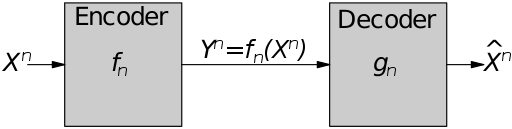 Encoder
Decoder
Xⁿ
fₙ
Yⁿ=fₙ(Xⁿ)
gₙ
X̂ⁿ